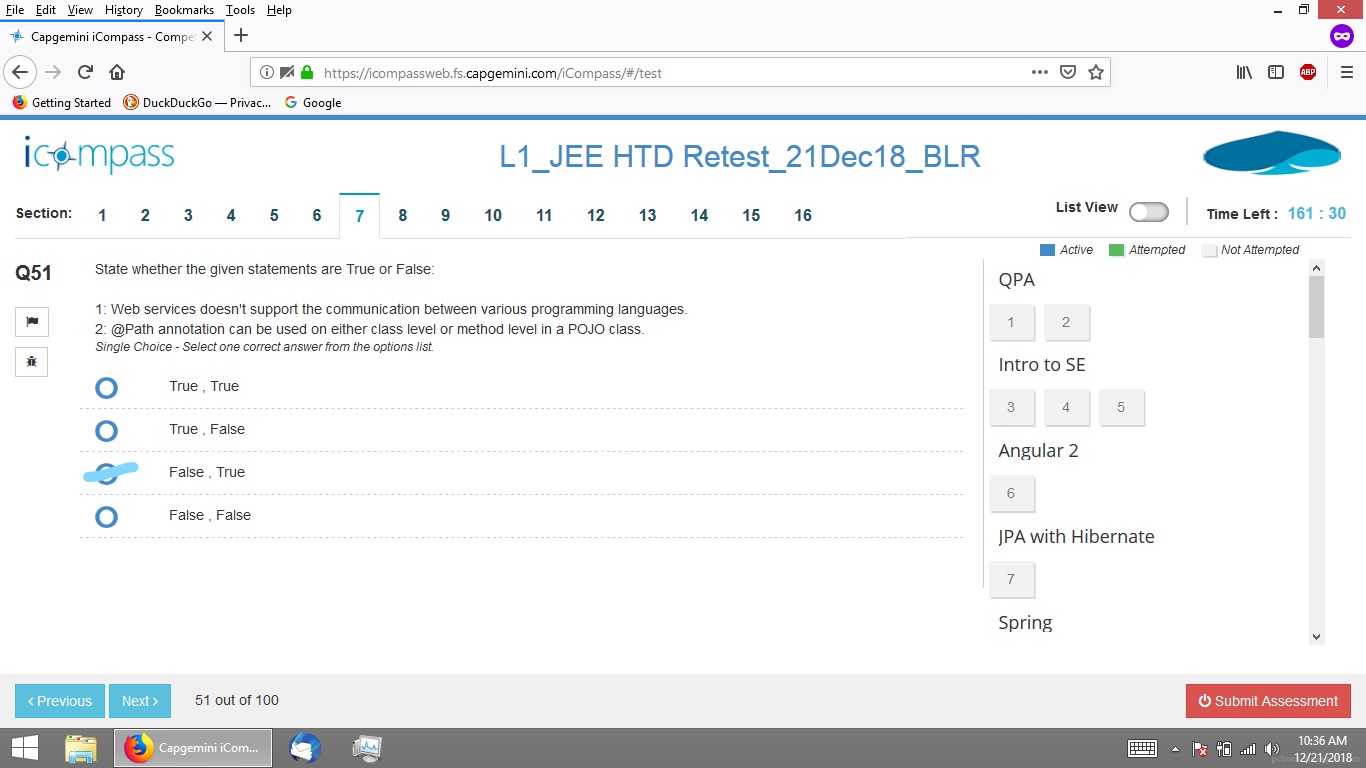 File Edit View History Bookmarks Tools Help
Capgemini iCompass - Compe
https://icompassweb.fs.capgemini.com/iCompass/#/test
ABP
Getting Started DuckDuckGo — Privac... Google
icompass
L1_JEE HTD Retest_21Dec18_BLR
Section: 1 2 3 4 5 6 7 8 9 10 11 12 13 14 15 16
List View Time Left : 161 : 30
Active Attempted Not Attempted
Q51
State whether the given statements are True or False:
1: Web services doesn't support the communication between various programming languages.
2: @Path annotation can be used on either class level or method level in a POJO class.
Single Choice - Select one correct answer from the options list.
True , True
True , False
False , True
False , False
QPA
1 2
Intro to SE
3 4 5
Angular 2
6
JPA with Hibernate
7
Spring
Previous Next 51 out of 100 Submit Assessment
Capgemini iCom...
10:36 AM
12/21/2018